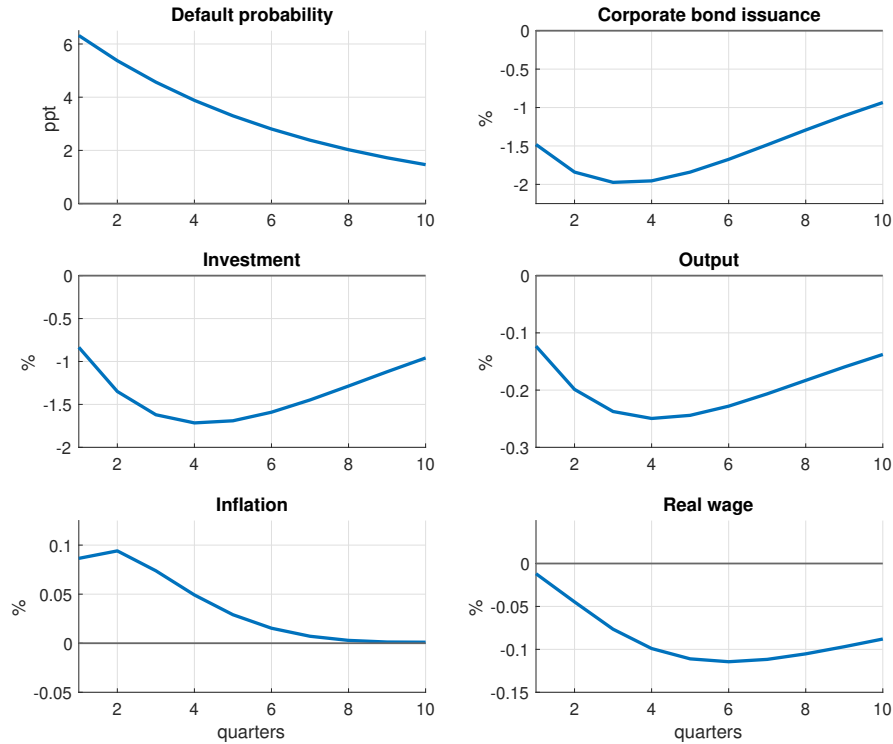 Default probability
ppt
6
4
2
0
2 4 6 8 10
Corporate bond issuance
%
0
-0.5
-1
-1.5
-2
2 4 6 8 10
Investment
%
0
-0.5
-1
-1.5
-2
2 4 6 8 10
Output
%
0
-0.1
-0.2
-0.3
2 4 6 8 10
Inflation
%
0.1
0.05
0
-0.05
2 4 6 8 10
quarters
Real wage
%
0
-0.05
-0.1
-0.15
2 4 6 8 10
quarters